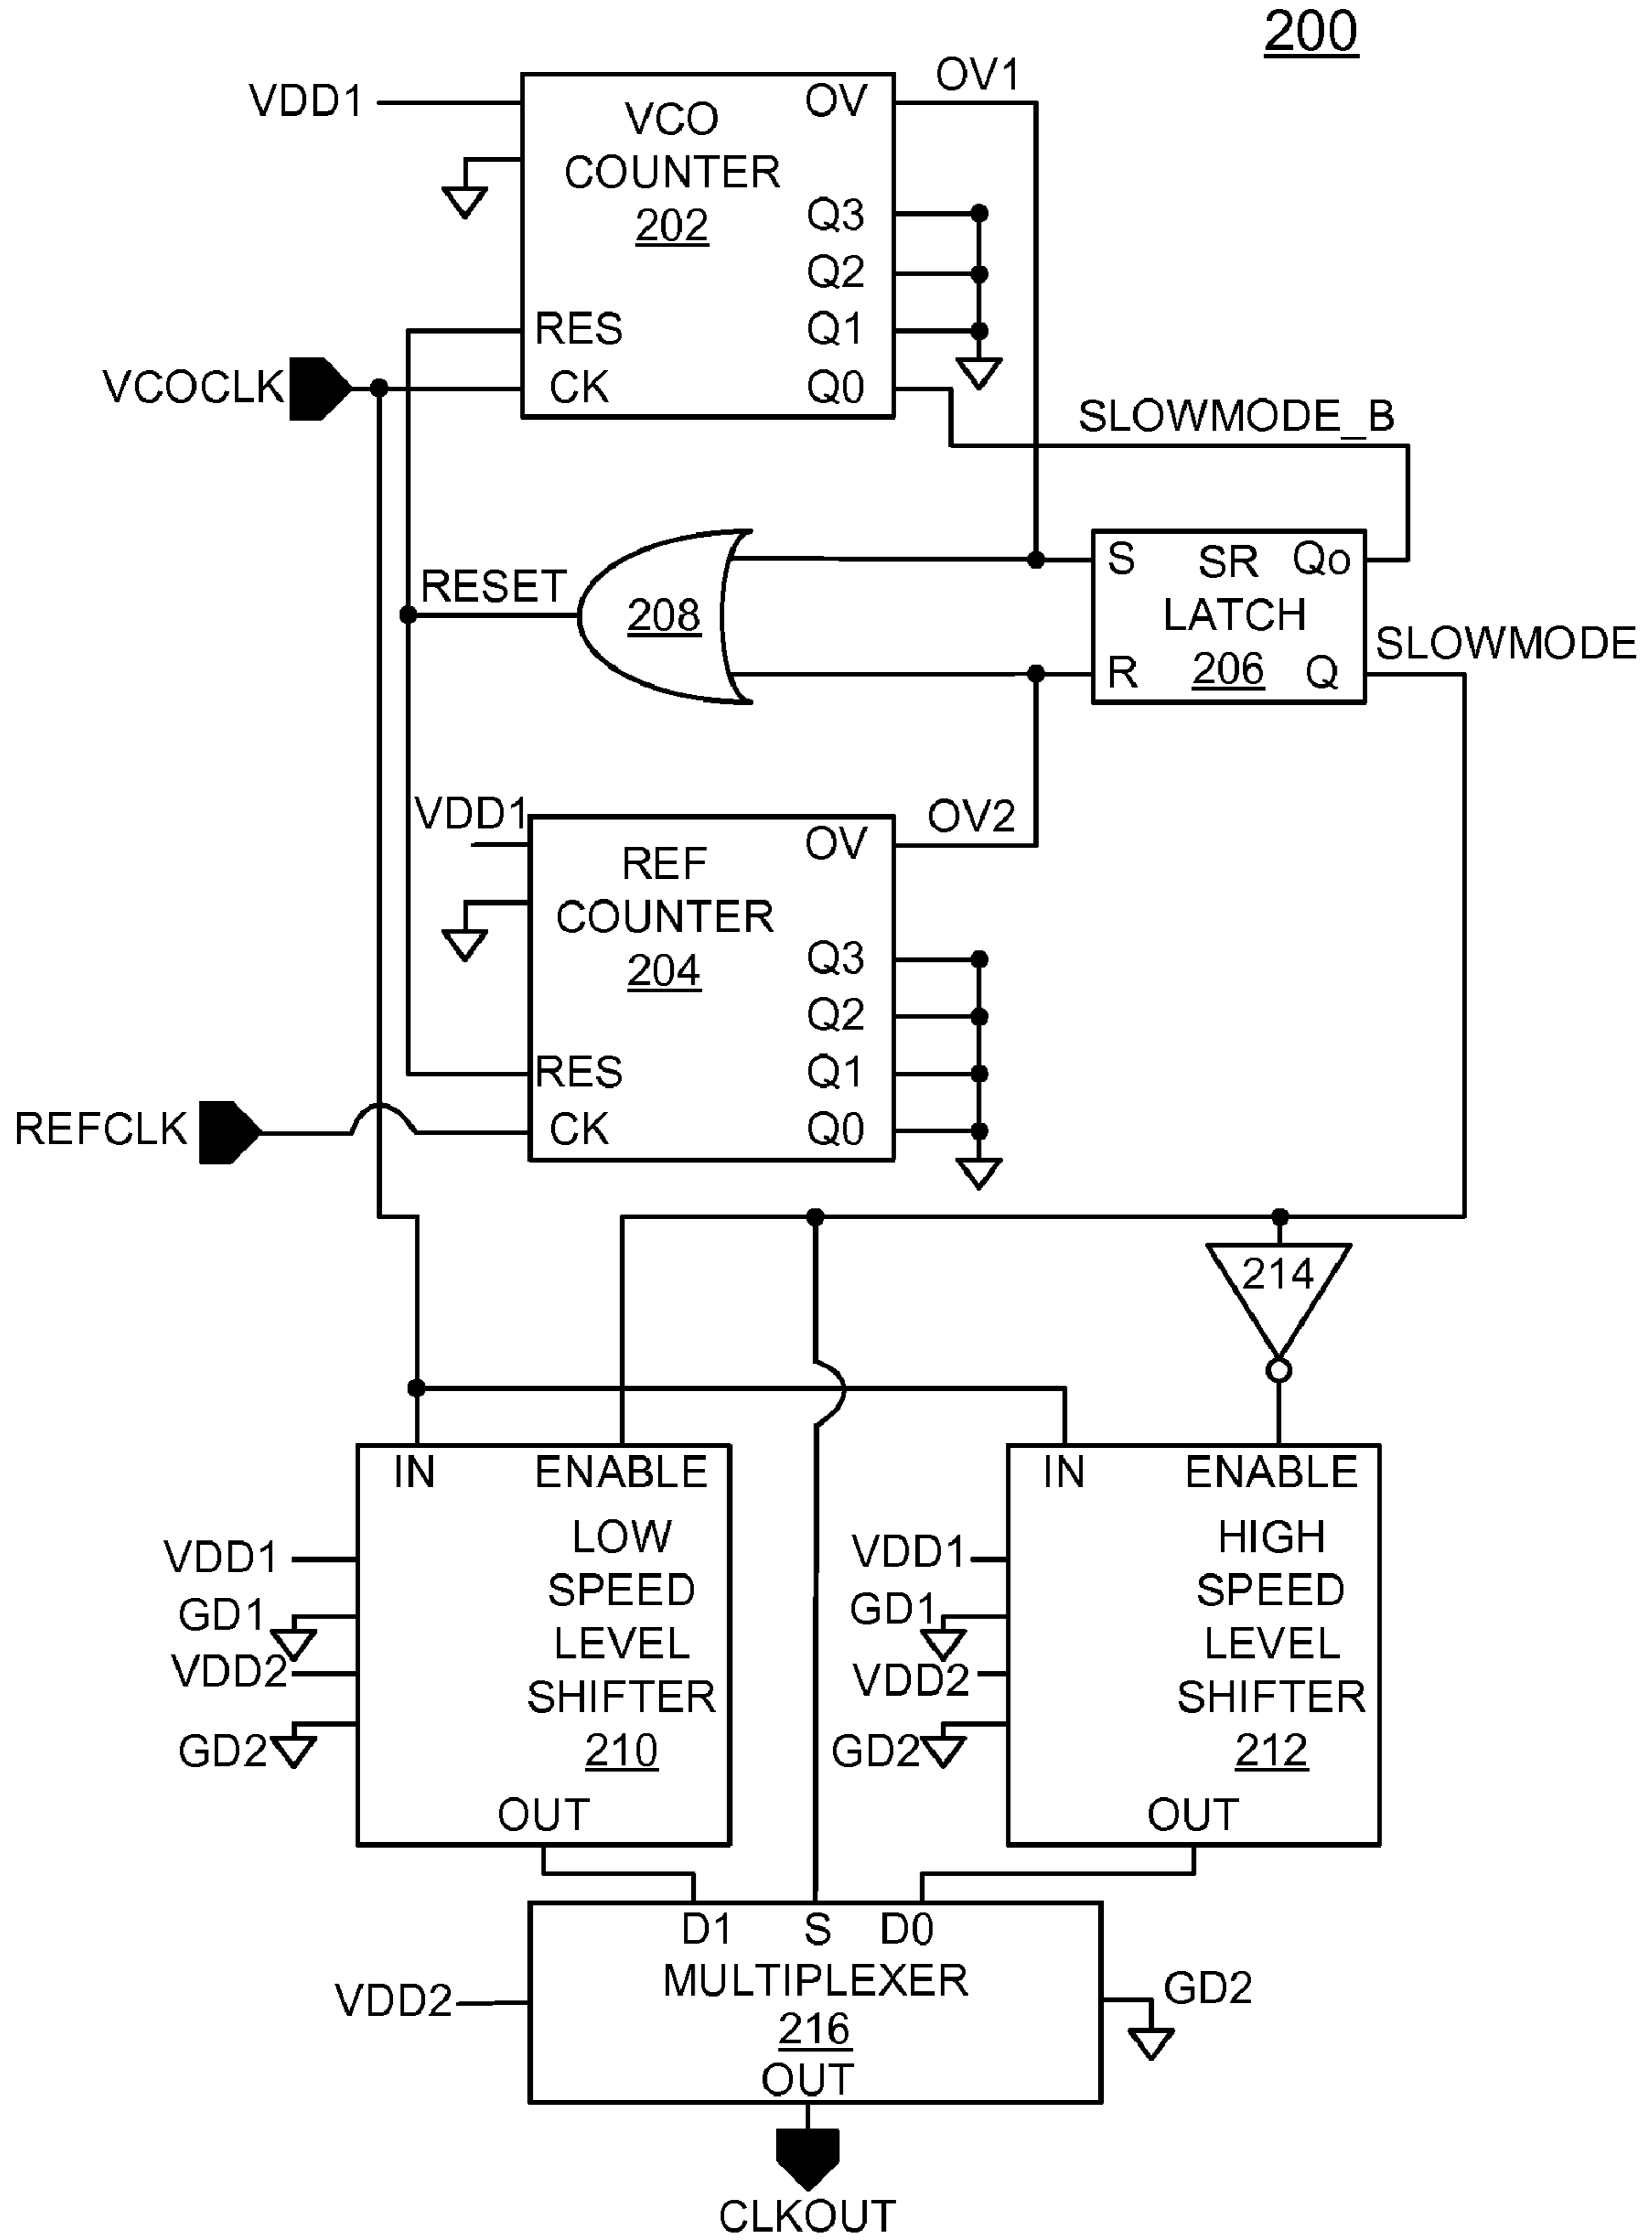 200
VDD1
VCO
COUNTER
202
OV
OV1
Q3
Q2
Q1
Q0
RES
CK
VCOCLK
SLOWMODE_B
RESET
208
S
SR
LATCH
206
Qo
R
Q
SLOWMODE
VDD1
REF
COUNTER
204
OV
OV2
Q3
Q2
Q1
Q0
RES
CK
REFCLK
214
IN
ENABLE
LOW
SPEED
LEVEL
SHIFTER
210
OUT
VDD1
GD1
VDD2
GD2
IN
ENABLE
HIGH
SPEED
LEVEL
SHIFTER
212
OUT
VDD1
GD1
VDD2
GD2
D1
S
D0
MULTIPLEXER
216
OUT
VDD2
GD2
CLKOUT